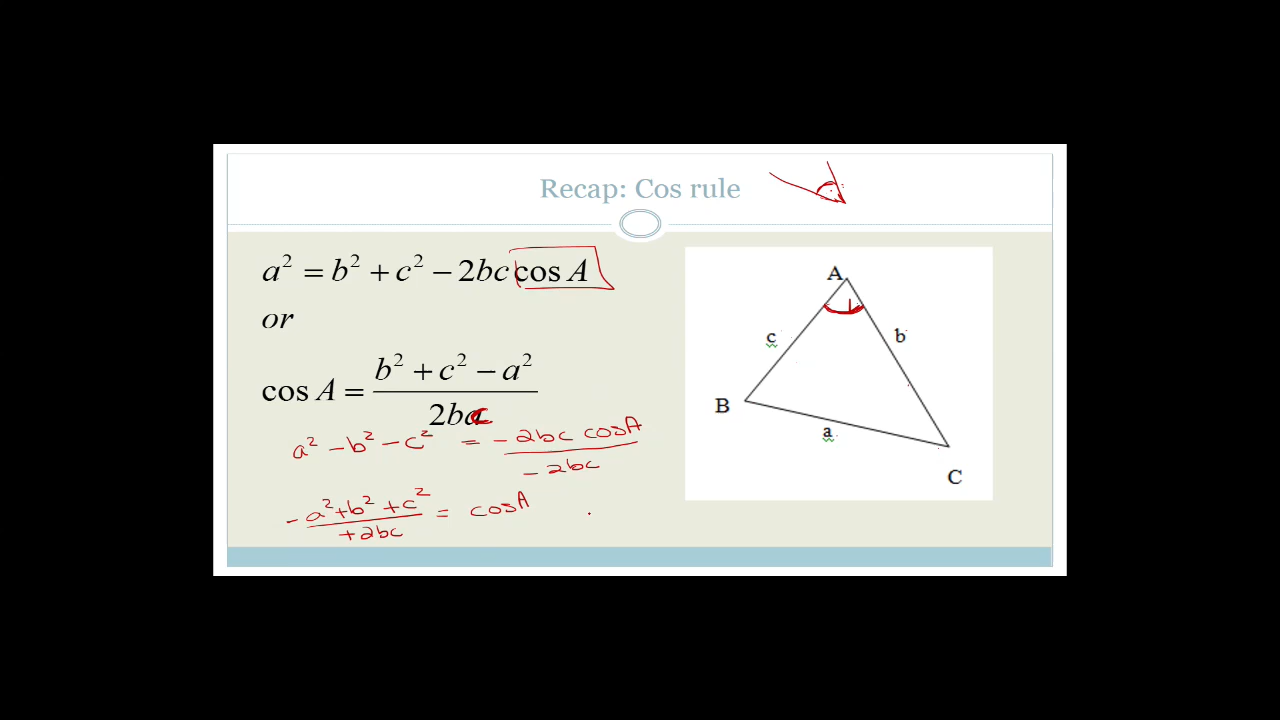 Recap: Cos rule
a² = b² + c² − 2bc cos A
or
cos A = (b² + c² − a²) / 2bc
a² − b² − c² = − 2bc cosA / − 2bc
− a² + b² + c² / + 2bc = cosA
A
c
b
B
a
C